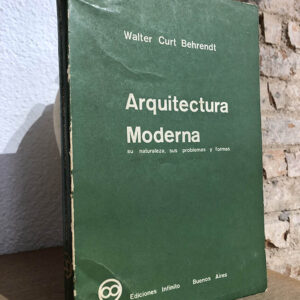 Walter Curt Behrendt
Arquitectura
Moderna
su naturaleza, sus problemas y formas
Ediciones Infinito Buenos Aires